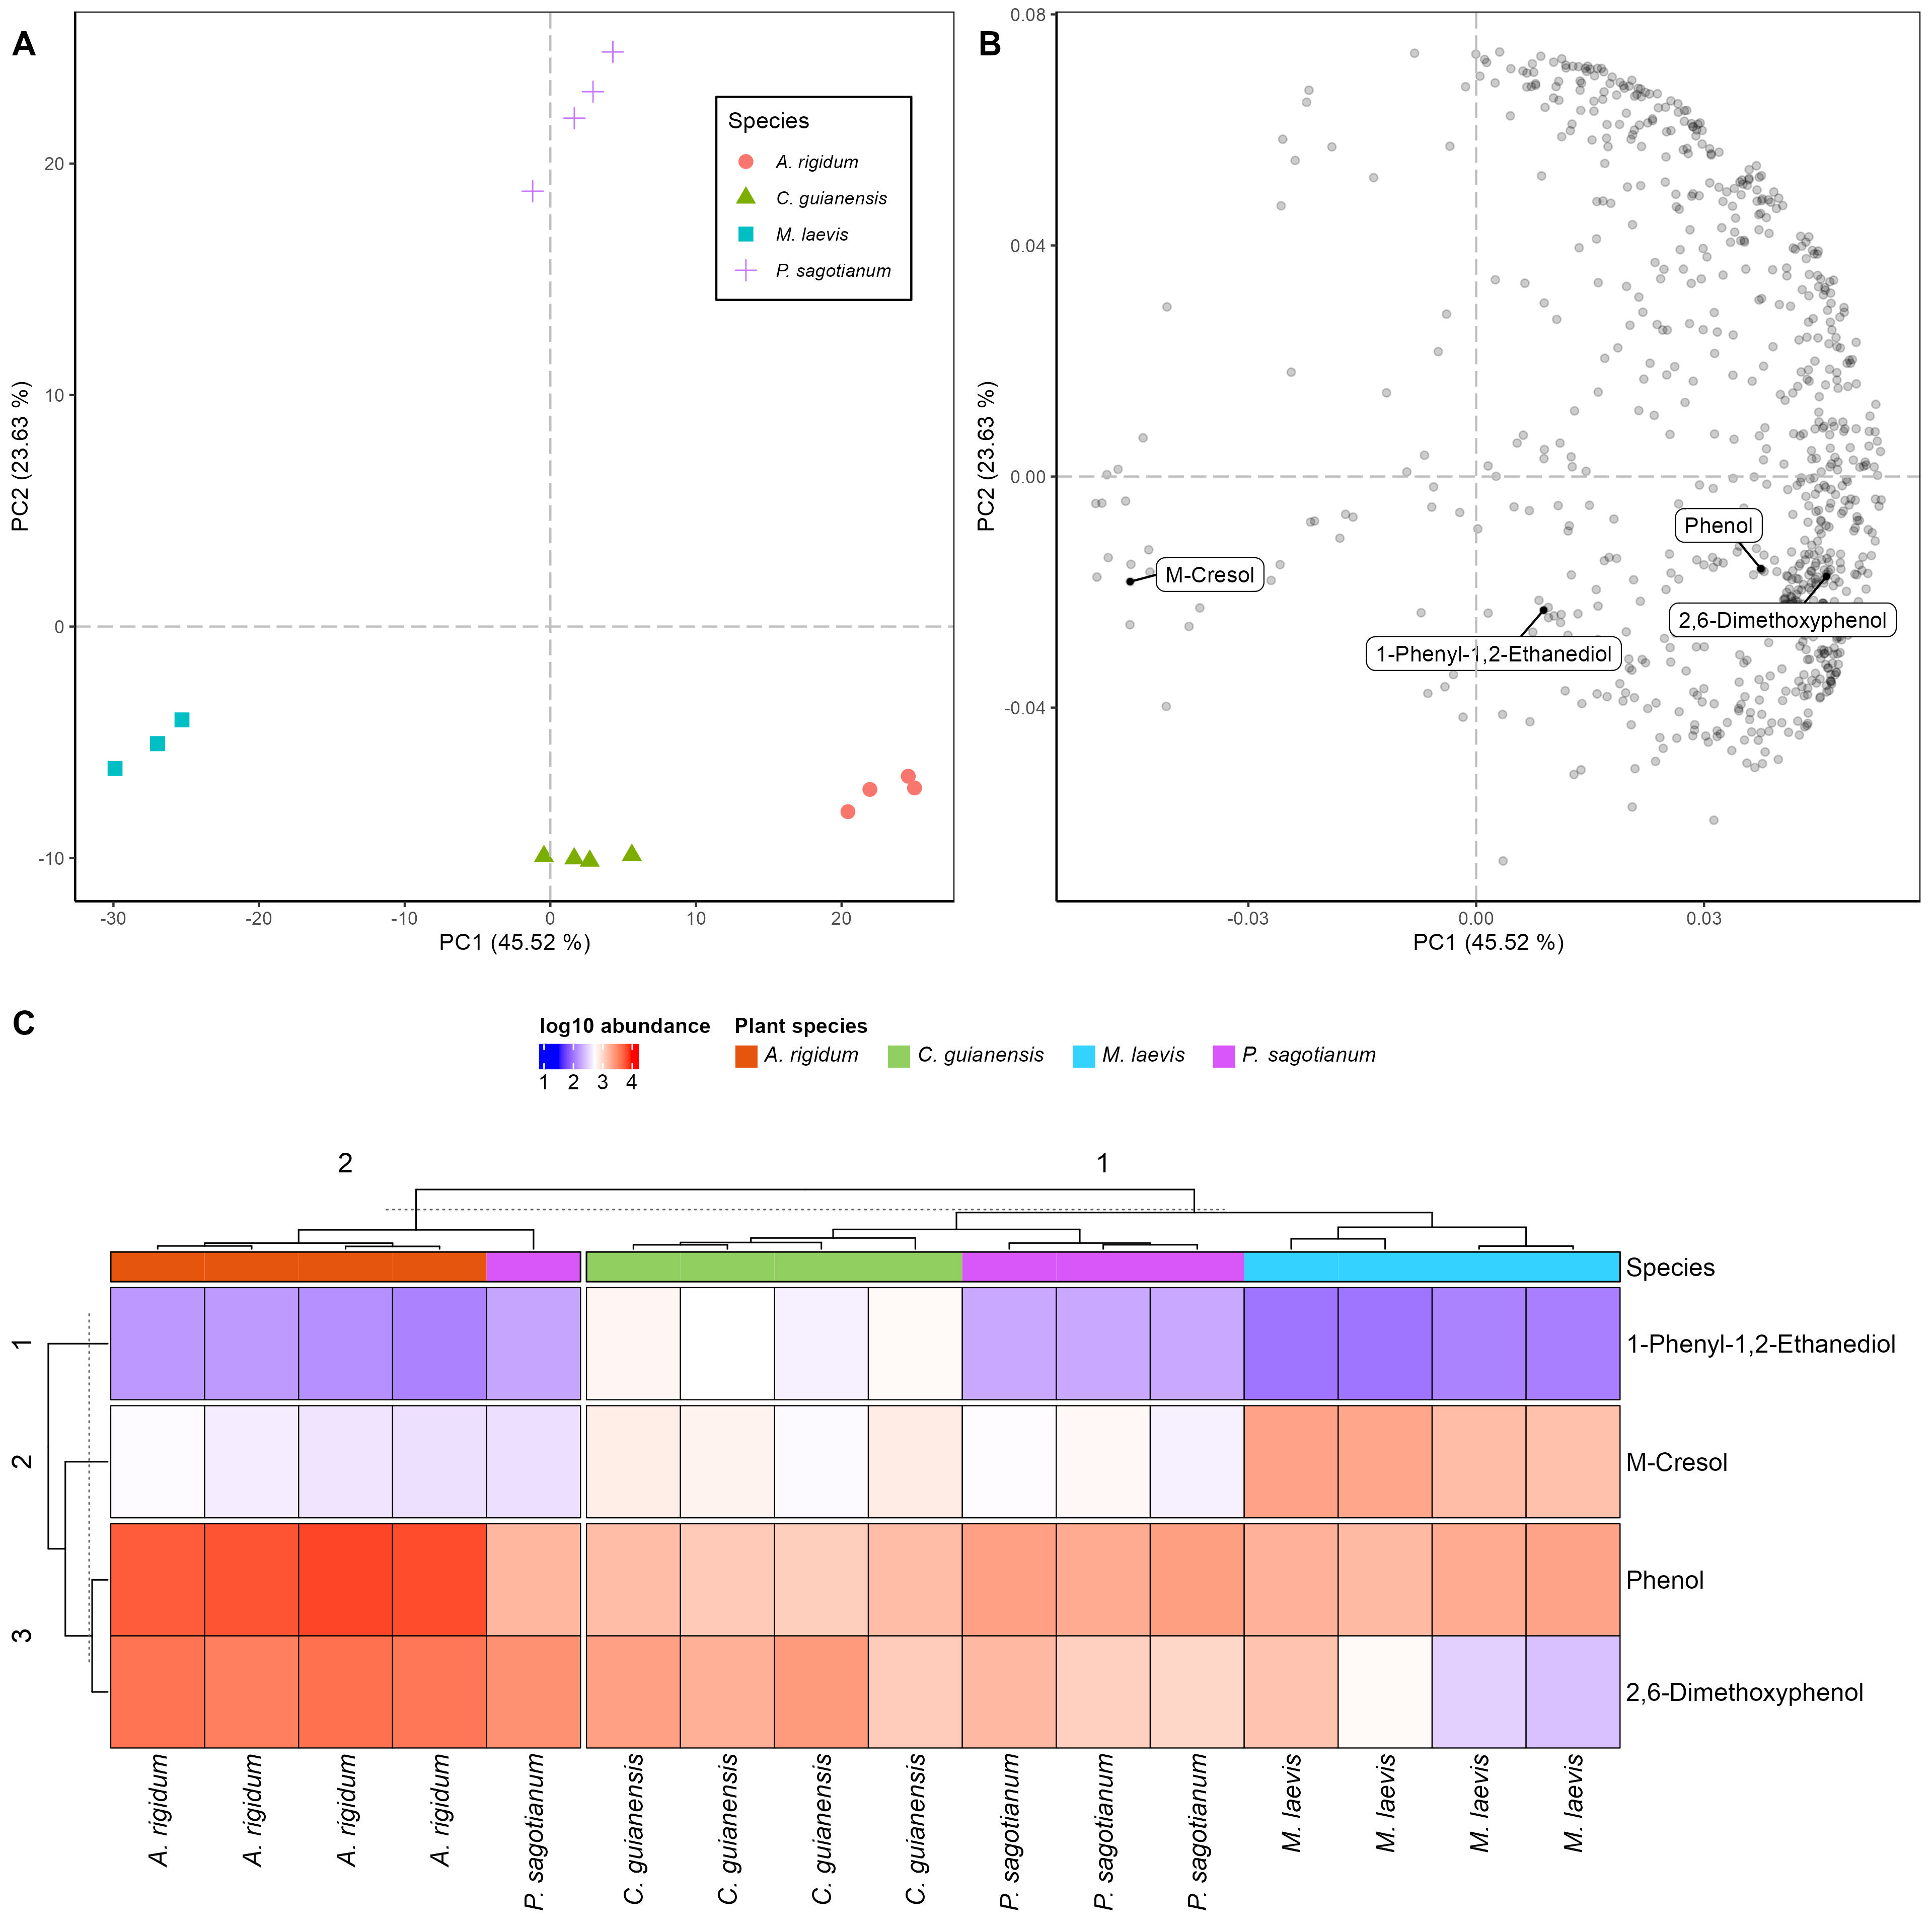 A
B
PC2 (23.63 %)
20
10
0
-10
-30
-20
-10
0
10
20
PC1 (45.52 %)
Species
A. rigidum
C. guianensis
M. laevis
P. sagotianum
PC2 (23.63 %)
0.08
0.04
0.00
-0.04
-0.03
0.00
0.03
PC1 (45.52 %)
M-Cresol
Phenol
2,6-Dimethoxyphenol
1-Phenyl-1,2-Ethanediol
C
log10 abundance
1 2 3 4
Plant species
A. rigidum C. guianensis M. laevis P. sagotianum
2
1
Species
1
1-Phenyl-1,2-Ethanediol
2
M-Cresol
Phenol
3
2,6-Dimethoxyphenol
A. rigidum
A. rigidum
A. rigidum
A. rigidum
P. sagotianum
C. guianensis
C. guianensis
C. guianensis
C. guianensis
P. sagotianum
P. sagotianum
P. sagotianum
M. laevis
M. laevis
M. laevis
M. laevis